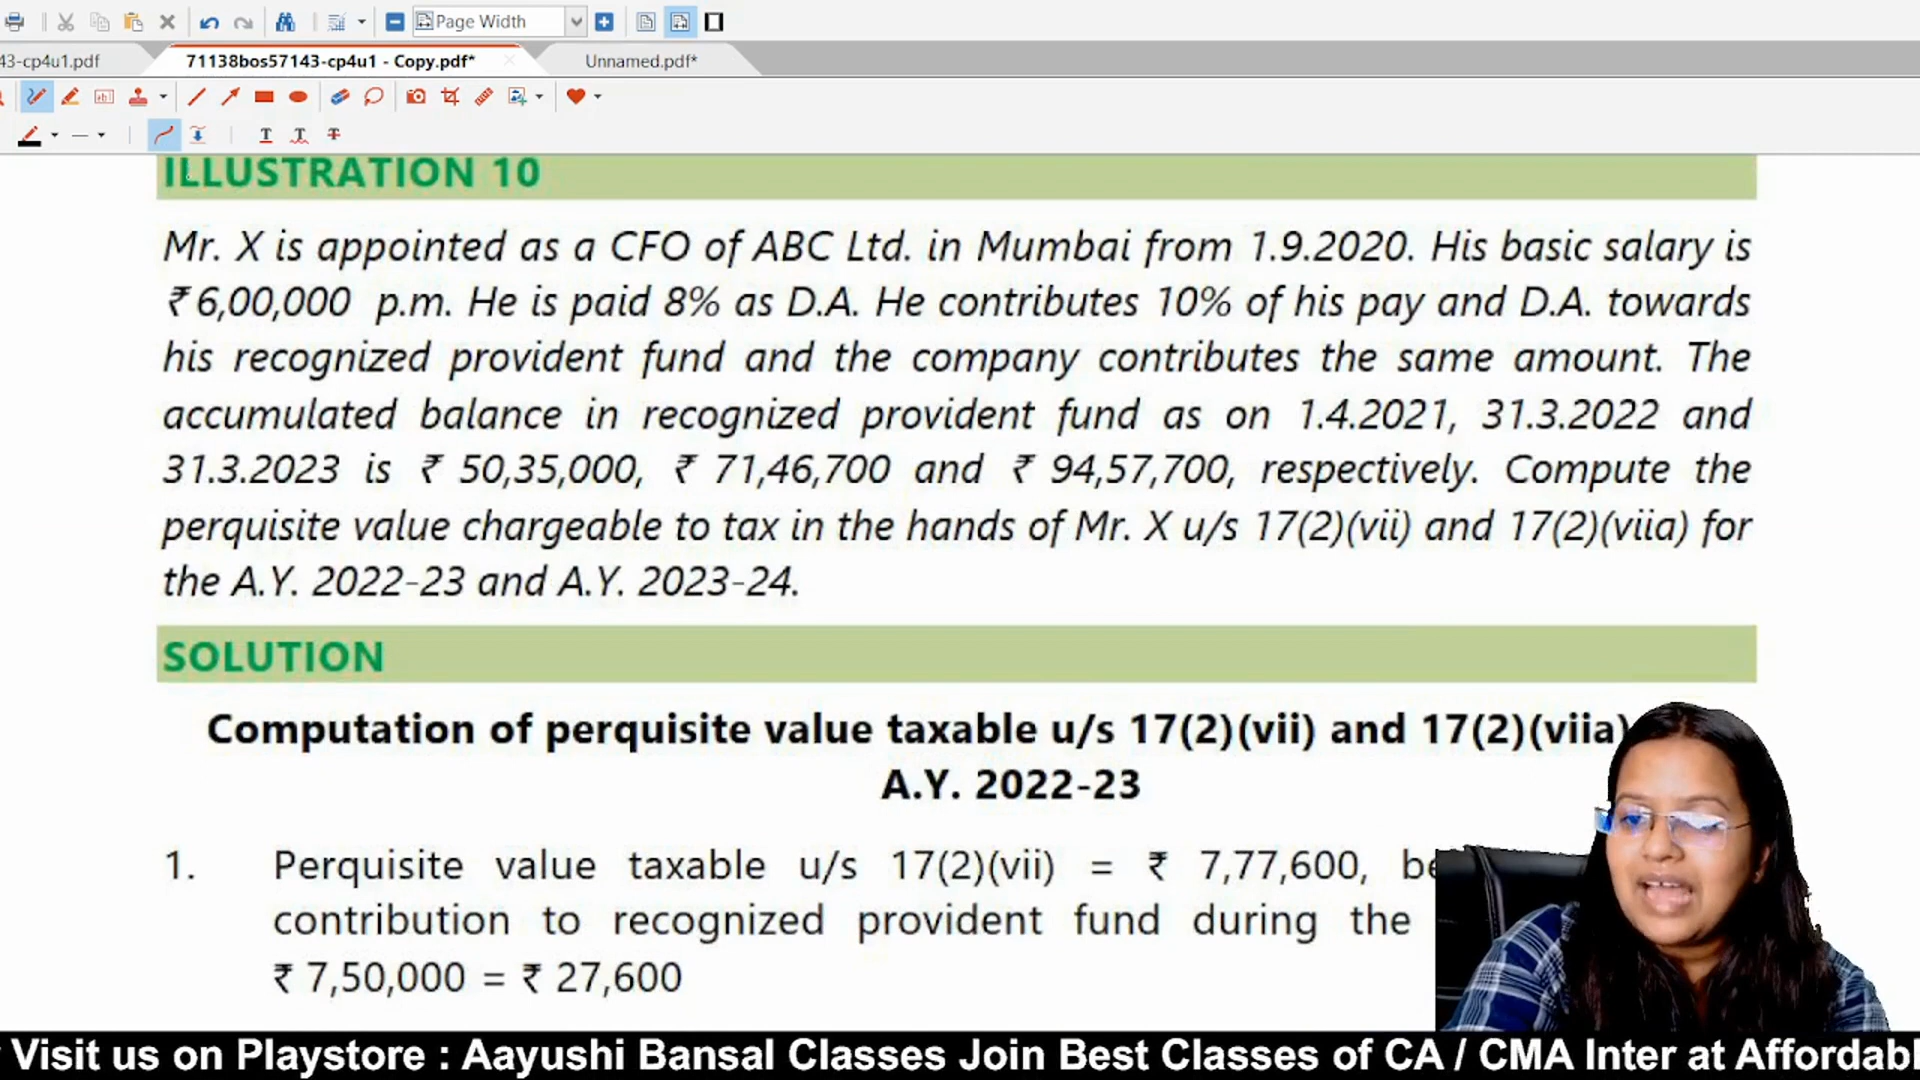 Page Width
43-cp4u1.pdf
71138bos57143-cp4u1 - Copy.pdf*
Unnamed.pdf*
ILLUSTRATION 10
Mr. X is appointed as a CFO of ABC Ltd. in Mumbai from 1.9.2020. His basic salary is
₹ 6,00,000 p.m. He is paid 8% as D.A. He contributes 10% of his pay and D.A. towards
his recognized provident fund and the company contributes the same amount. The
accumulated balance in recognized provident fund as on 1.4.2021, 31.3.2022 and
31.3.2023 is ₹ 50,35,000, ₹ 71,46,700 and ₹ 94,57,700, respectively. Compute the
perquisite value chargeable to tax in the hands of Mr. X u/s 17(2)(vii) and 17(2)(viia) for
the A.Y. 2022-23 and A.Y. 2023-24.
SOLUTION
Computation of perquisite value taxable u/s 17(2)(vii) and 17(2)(viia)
A.Y. 2022-23
1. Perquisite value taxable u/s 17(2)(vii) = ₹ 7,77,600, be
contribution to recognized provident fund during the
₹ 7,50,000 = ₹ 27,600
Visit us on Playstore : Aayushi Bansal Classes Join Best Classes of CA / CMA Inter at Affordabl